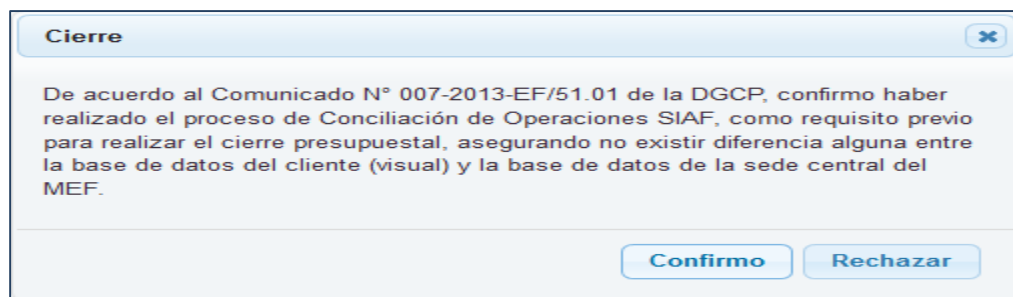 Cierre
De acuerdo al Comunicado N° 007-2013-EF/51.01 de la DGCP, confirmo haber
realizado el proceso de Conciliación de Operaciones SIAF, como requisito previo
para realizar el cierre presupuestal, asegurando no existir diferencia alguna entre
la base de datos del cliente (visual) y la base de datos de la sede central del
MEF.
Confirmo Rechazar